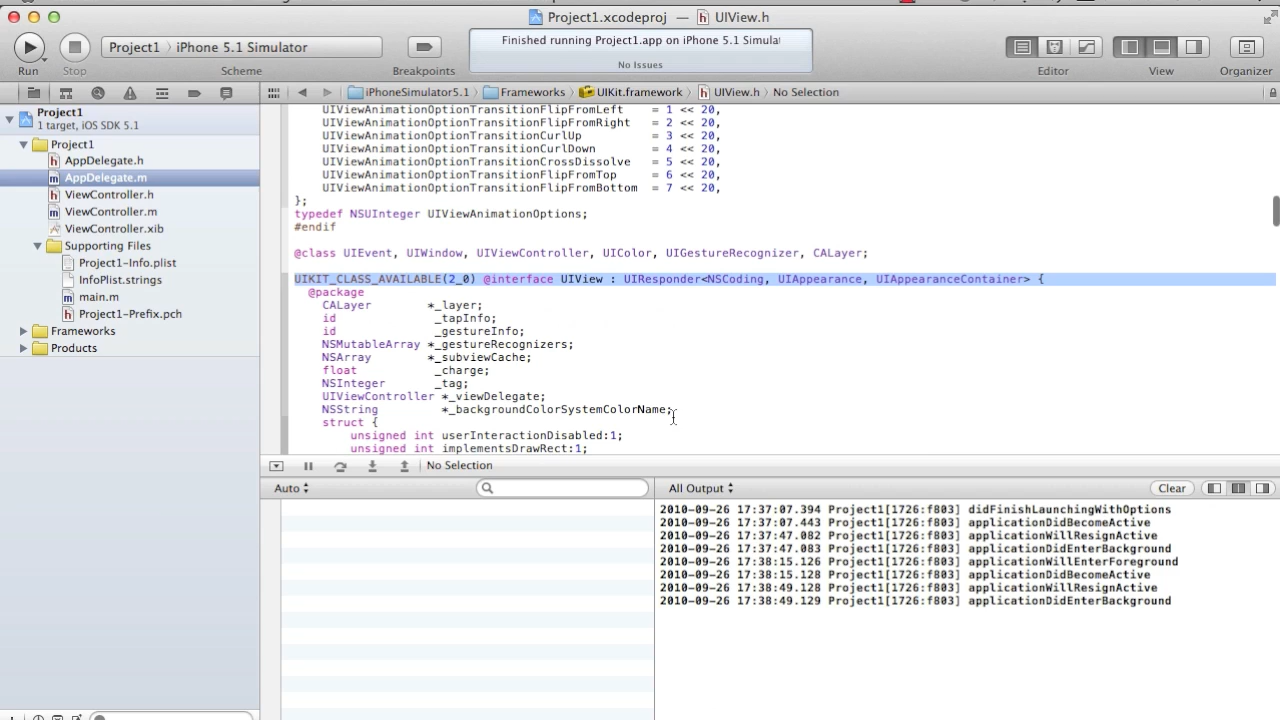 Project1.xcodeproj — UIView.h
Project1 〉 iPhone 5.1 Simulator
Finished running Project1.app on iPhone 5.1 Simulat
No Issues
Run
Stop
Scheme
Breakpoints
Editor
View
Organizer
iPhoneSimulator5.1 〉 Frameworks 〉 UIKit.framework 〉 UIView.h 〉 No Selection
Project1
1 target, iOS SDK 5.1
Project1
AppDelegate.h
AppDelegate.m
ViewController.h
ViewController.m
ViewController.xib
Supporting Files
Project1-Info.plist
InfoPlist.strings
main.m
Project1-Prefix.pch
Frameworks
Products
UIViewAnimationOptionTransitionFlipFromLeft = 1 << 20,
UIViewAnimationOptionTransitionFlipFromRight = 2 << 20,
UIViewAnimationOptionTransitionCurlUp = 3 << 20,
UIViewAnimationOptionTransitionCurlDown = 4 << 20,
UIViewAnimationOptionTransitionCrossDissolve = 5 << 20,
UIViewAnimationOptionTransitionFlipFromTop = 6 << 20,
UIViewAnimationOptionTransitionFlipFromBottom = 7 << 20,
};
typedef NSUInteger UIViewAnimationOptions;
#endif
@class UIEvent, UIWindow, UIViewController, UIColor, UIGestureRecognizer, CALayer;
UIKIT_CLASS_AVAILABLE(2_0) @interface UIView : UIResponder<NSCoding, UIAppearance, UIAppearanceContainer> {
@package
CALayer *_layer;
id _tapInfo;
id _gestureInfo;
NSMutableArray *_gestureRecognizers;
NSArray *_subviewCache;
float _charge;
NSInteger _tag;
UIViewController *_viewDelegate;
NSString *_backgroundColorSystemColorName;
struct {
unsigned int userInteractionDisabled:1;
unsigned int implementsDrawRect:1;
No Selection
Auto
All Output
Clear
2010-09-26 17:37:07.394 Project1[1726:f803] didFinishLaunchingWithOptions
2010-09-26 17:37:07.443 Project1[1726:f803] applicationDidBecomeActive
2010-09-26 17:37:47.082 Project1[1726:f803] applicationWillResignActive
2010-09-26 17:37:47.083 Project1[1726:f803] applicationDidEnterBackground
2010-09-26 17:38:15.126 Project1[1726:f803] applicationWillEnterForeground
2010-09-26 17:38:15.128 Project1[1726:f803] applicationDidBecomeActive
2010-09-26 17:38:49.128 Project1[1726:f803] applicationWillResignActive
2010-09-26 17:38:49.129 Project1[1726:f803] applicationDidEnterBackground